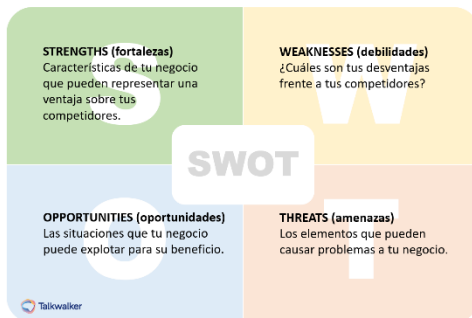 STRENGTHS (fortalezas)
Características de tu negocio
que pueden representar una
ventaja sobre tus
competidores.
WEAKNESSES (debilidades)
¿Cuáles son tus desventajas
frente a tus competidores?
SWOT
OPPORTUNITIES (oportunidades)
Las situaciones que tu negocio
puede explotar para su beneficio.
THREATS (amenazas)
Los elementos que pueden
causar problemas a tu negocio.
S
W
O
T
Talkwalker